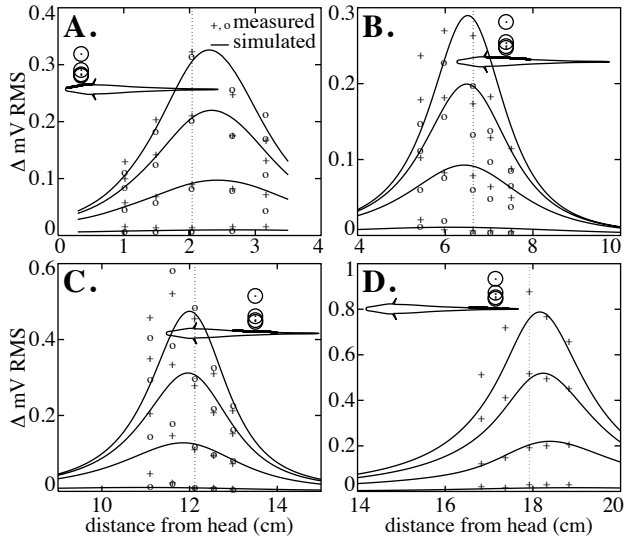 A.
+, o measured
— simulated
Δ mV RMS
0.4
0.3
0.2
0.1
0
0 1 2 3 4
B.
0.3
0.2
0.1
0
4 6 8 10
C.
Δ mV RMS
0.6
0.4
0.2
0
10 12 14
distance from head (cm)
D.
1
0.8
0.6
0.4
0.2
0
14 16 18 20
distance from head (cm)